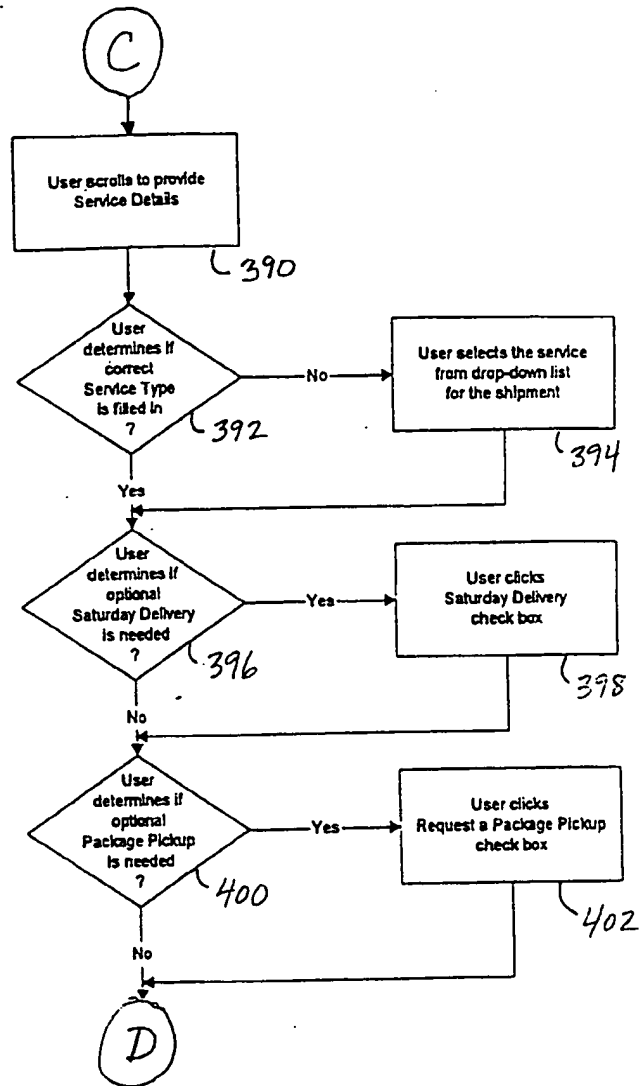 C
User scrolls to provide
Service Details
390
User
determines if
correct
Service Type
is filled in
?
392
No
User selects the service
from drop-down list
for the shipment
394
Yes
User
determines if
optional
Saturday Delivery
is needed
?
396
Yes
User clicks
Saturday Delivery
check box
398
No
User
determines if
optional
Package Pickup
is needed
?
400
Yes
User clicks
Request a Package Pickup
check box
402
No
D